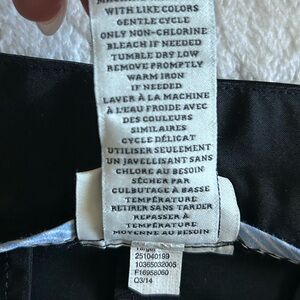 WITH LIKE COLORS
GENTLE CYCLE
ONLY NON-CHLORINE
BLEACH IF NEEDED
TUMBLE DRY LOW
REMOVE PROMPTLY
WARM IRON
IF NEEDED
LAVER À LA MACHINE
À L'EAU FROIDE AVEC
DES COULEURS
SIMILAIRES
CYCLE DÉLICAT
UTILISER SEULEMENT
UN JAVELLISANT SANS
CHLORE AU BESOIN
SÉCHER PAR
CULBUTAGE À BASSE
TEMPÉRATURE
RETIRER SANS TARDER
REPASSER À
TEMPÉRATURE
MOYENNE AU BESOIN
251040199
10365032005
F16958060
Q3/14